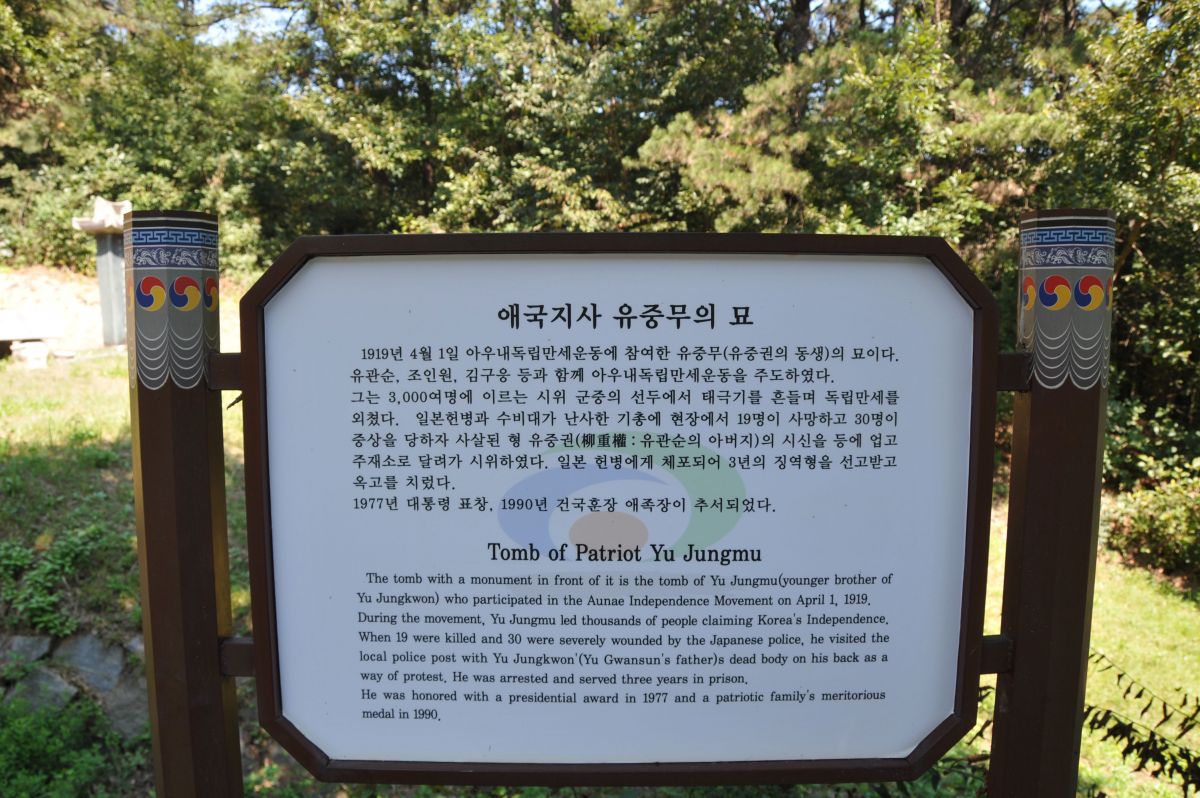 애국지사 유중무의 묘
1919년 4월 1일 아우내독립만세운동에 참여한 유중무(유중권의 동생)의 묘이다.
유관순, 조인원, 김구응 등과 함께 아우내독립만세운동을 주도하였다.
그는 3,000여명에 이르는 시위 군중의 선두에서 태극기를 흔들며 독립만세를
외쳤다. 일본헌병과 수비대가 난사한 기총에 현장에서 19명이 사망하고 30명이
중상을 당하자 사살된 형 유중권(柳重權:유관순의 아버지)의 시신을 등에 업고
주재소로 달려가 시위하였다. 일본 헌병에게 체포되어 3년의 징역형을 선고받고
옥고를 치렀다.
1977년 대통령 표창, 1990년 건국훈장 애족장이 추서되었다.
Tomb of Patriot Yu Jungmu
The tomb with a monument in front of it is the tomb of Yu Jungmu(younger brother of
Yu Jungkwon) who participated in the Aunae Independence Movement on April 1, 1919.
During the movement, Yu Jungmu led thousands of people claiming Korea's Independence.
When 19 were killed and 30 were severely wounded by the Japanese police, he visited the
local police post with Yu Jungkwon'(Yu Gwansun's father)s dead body on his back as a
way of protest. He was arrested and served three years in prison.
He was honored with a presidential award in 1977 and a patriotic family's meritorious
medal in 1990.